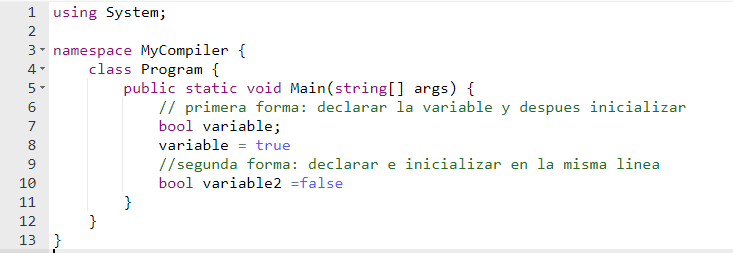 1 using System;
2
3 namespace MyCompiler {
4 class Program {
5 public static void Main(string[] args) {
6 // primera forma: declarar la variable y despues inicializar
7 bool variable;
8 variable = true
9 //segunda forma: declarar e inicializar en la misma linea
10 bool variable2 =false
11 }
12 }
13 }